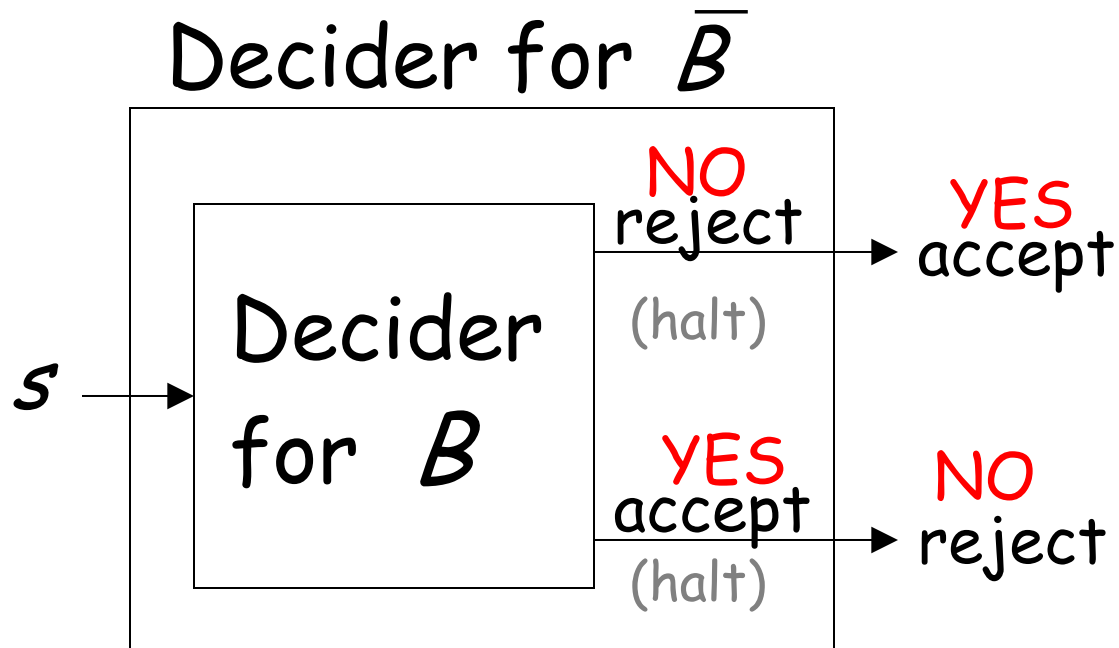 Decider for B̅
NO
reject
YES
accept
(halt)
Decider
for B
s
YES
accept
NO
reject
(halt)